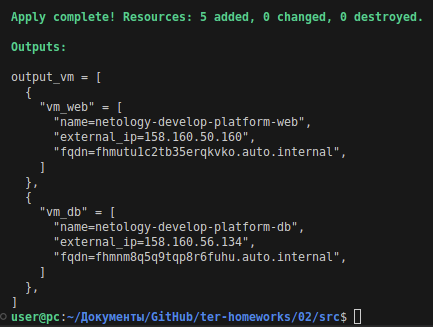 Apply complete! Resources: 5 added, 0 changed, 0 destroyed.
Outputs:
output_vm = [
{
"vm_web" = [
"name=netology-develop-platform-web",
"external_ip=158.160.50.160",
"fqdn=fhmutu1c2tb35erqkvko.auto.internal",
]
},
{
"vm_db" = [
"name=netology-develop-platform-db",
"external_ip=158.160.56.134",
"fqdn=fhmnm8q5q9tqp8r6fuhu.auto.internal",
]
},
]
user@pc:~/Документы/GitHub/ter-homeworks/02/src$